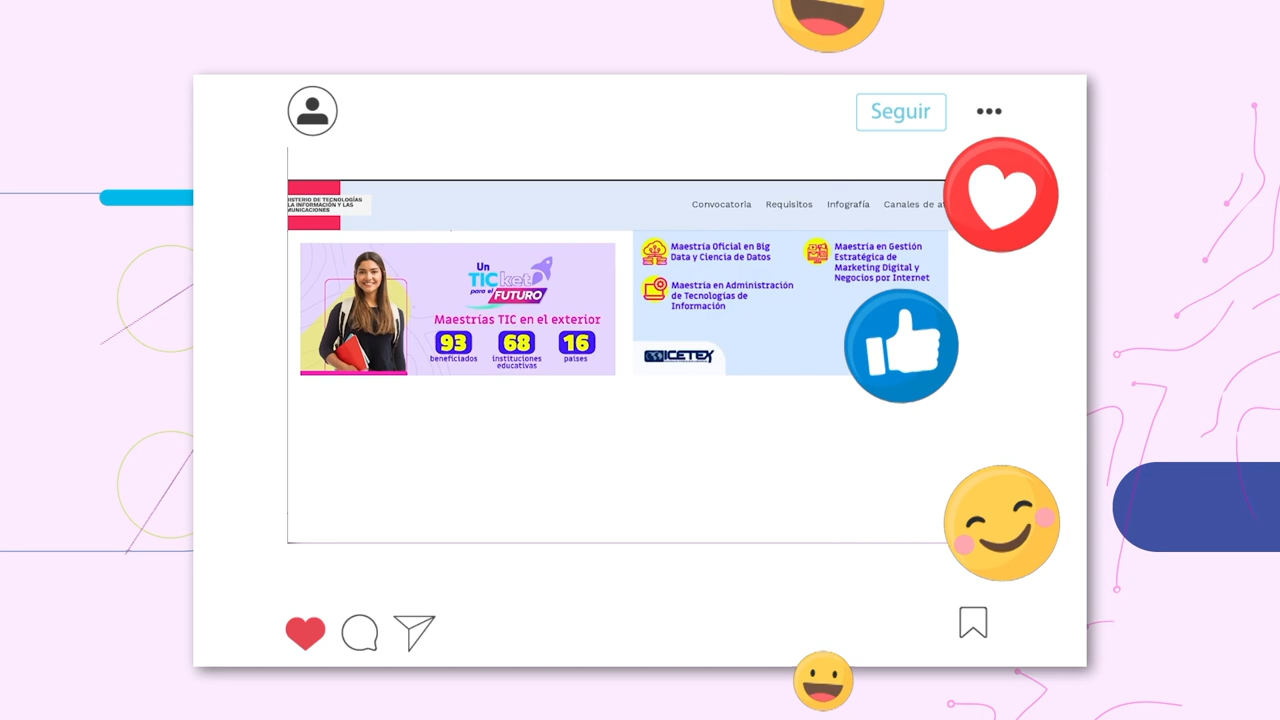 Seguir
ISTERIO DE TECNOLOGÍAS
LA INFORMACIÓN Y LAS
MUNICACIONES
Convocatoria Requisitos Infografía Canales de at
Un
TICket
para el
FUTURO
Maestrías TIC en el exterior
93 68 16
beneficiados instituciones países
educativas
Maestría Oficial en Big
Data y Ciencia de Datos
Maestría en Administración
de Tecnologías de
Información
Maestría en Gestión
Estratégica de
Marketing Digital y
Negocios por Internet
ICETEX